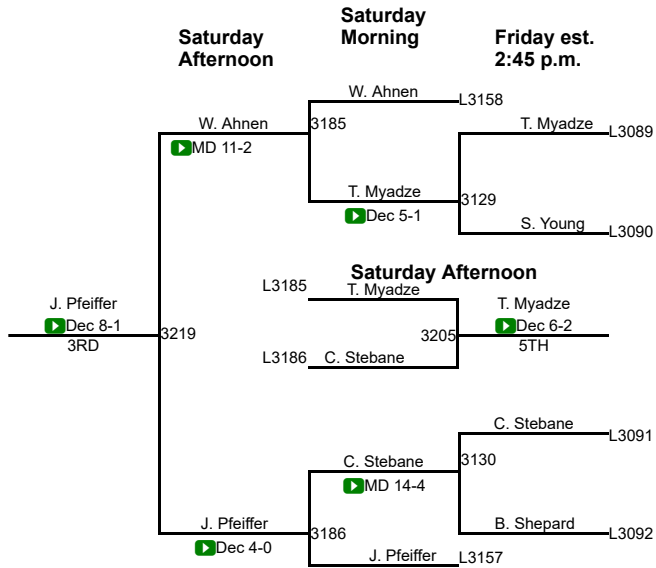 Saturday
Afternoon
Saturday
Morning
Friday est.
2:45 p.m.
W. Ahnen
L3158
W. Ahnen
3185
T. Myadze
L3089
MD 11-2
T. Myadze
3129
Dec 5-1
S. Young
L3090
Saturday Afternoon
L3185
T. Myadze
J. Pfeiffer
T. Myadze
Dec 8-1
3219
3205
Dec 6-2
3RD
5TH
L3186
C. Stebane
C. Stebane
L3091
C. Stebane
3130
MD 14-4
J. Pfeiffer
3186
B. Shepard
L3092
Dec 4-0
J. Pfeiffer
L3157